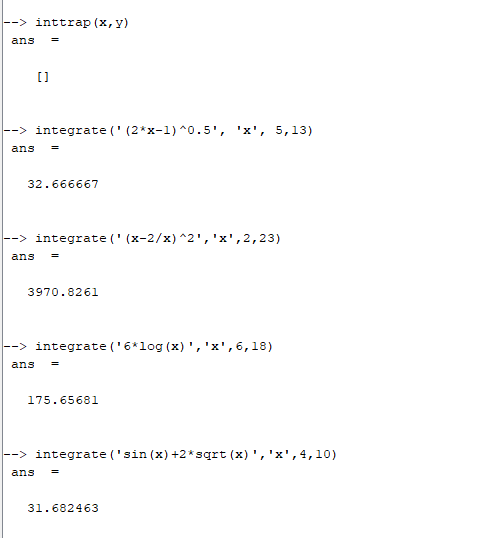 --> inttrap(x,y)
ans  =
[]
--> integrate('(2*x-1)^0.5', 'x', 5,13)
ans  =
32.666667
--> integrate('(x-2/x)^2','x',2,23)
ans  =
3970.8261
--> integrate('6*log(x)','x',6,18)
ans  =
175.65681
--> integrate('sin(x)+2*sqrt(x)','x',4,10)
ans  =
31.682463